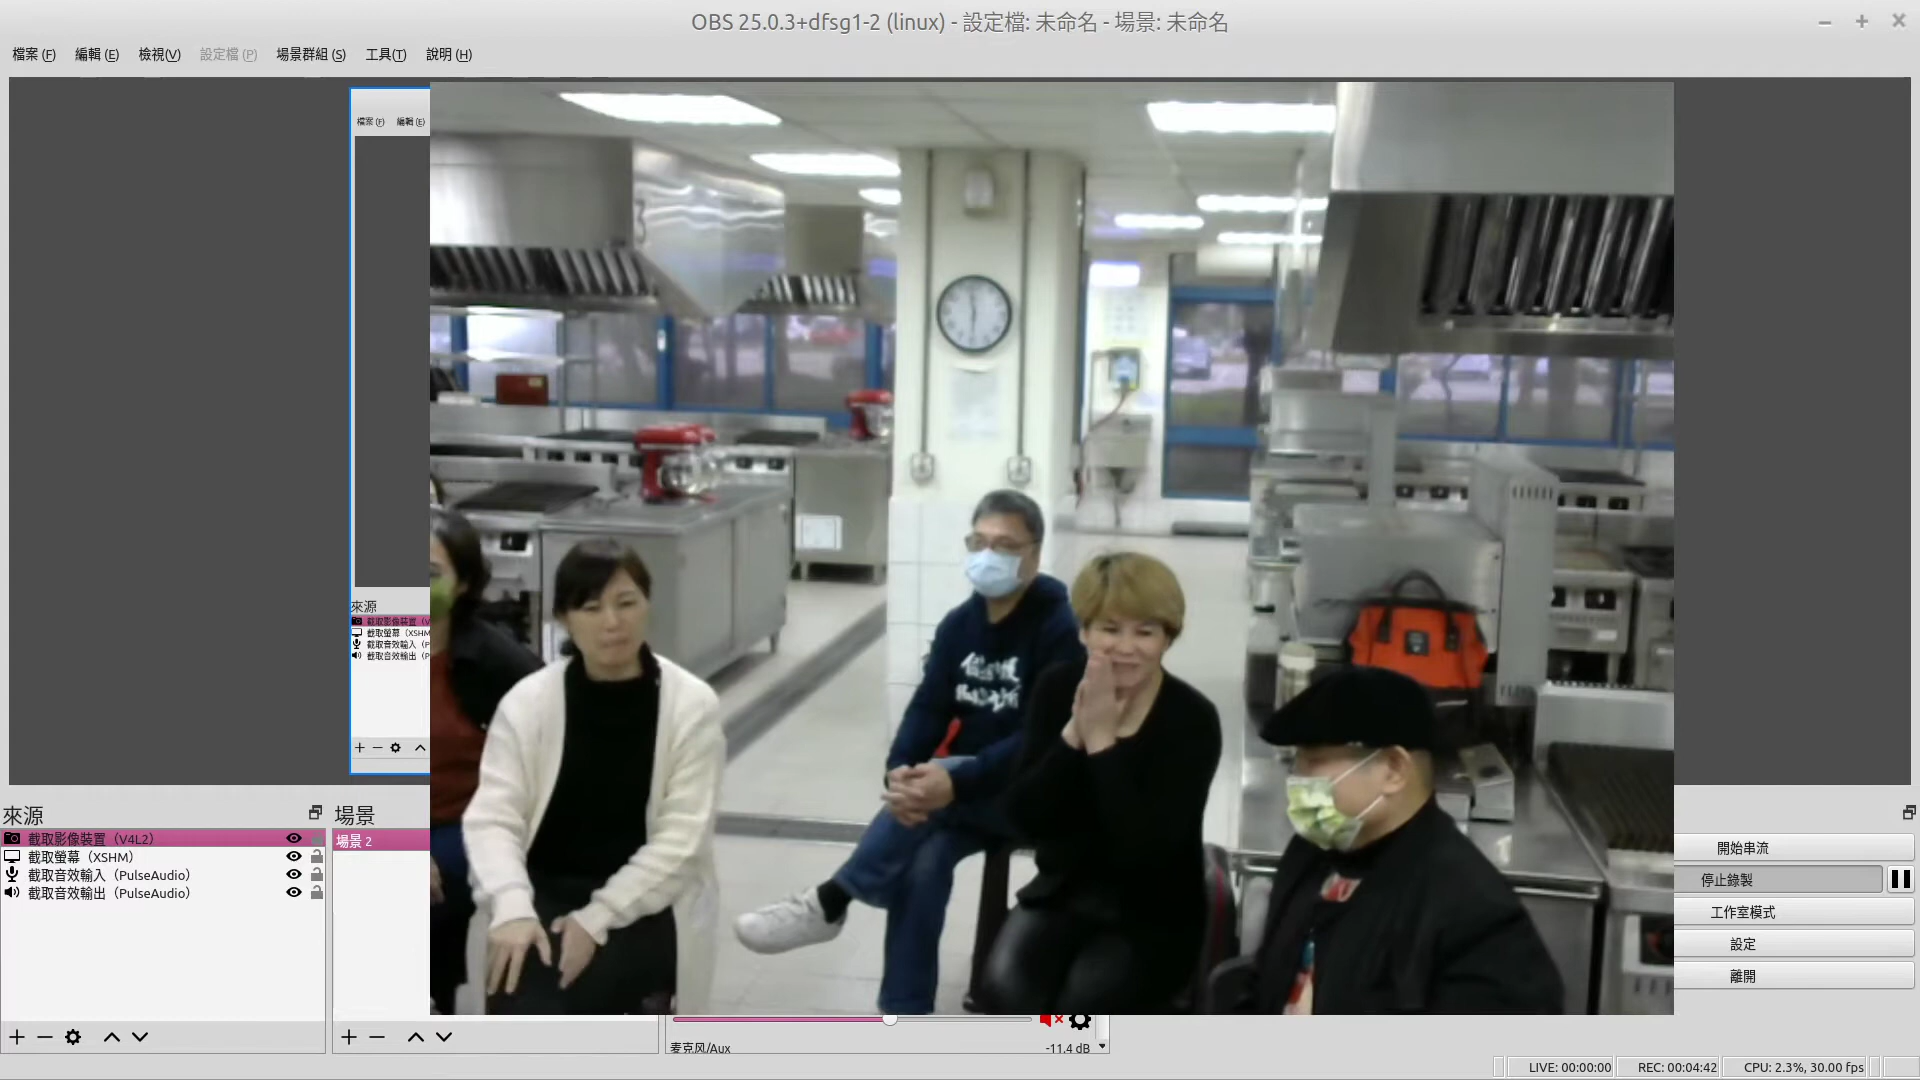 OBS 25.0.3+dfsg1-2 (linux) - 設定檔: 未命名 - 場景: 未命名
檔案 (F) 編輯 (E) 檢視(V) 設定檔 (P) 場景群組 (S) 工具(T) 說明 (H)
檔案 (F) 編輯 (E)
來源
截取影像裝置 (V
截取螢幕 (XSHM
截取音效輸入 (P
截取音效輸出 (P
來源
截取影像裝置 (V4L2)
截取螢幕 (XSHM)
截取音效輸入 (PulseAudio)
截取音效輸出 (PulseAudio)
場景
場景 2
麦克风/Aux -11.4 dB
開始串流
停止錄製
工作室模式
設定
離開
LIVE: 00:00:00 REC: 00:04:42 CPU: 2.3%, 30.00 fps